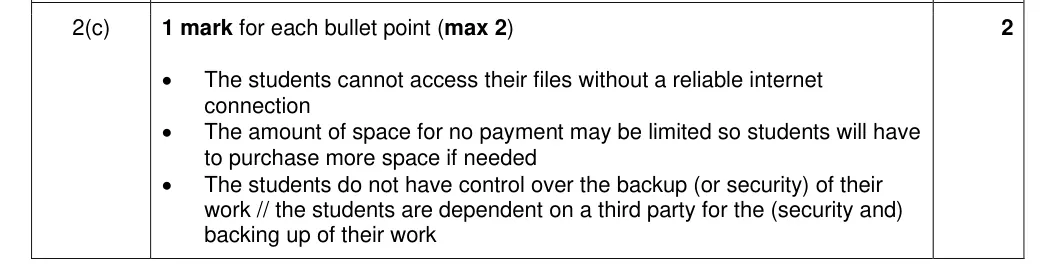 2(c) 1 mark for each bullet point (max 2) 2
• The students cannot access their files without a reliable internet
connection
• The amount of space for no payment may be limited so students will have
to purchase more space if needed
• The students do not have control over the backup (or security) of their
work // the students are dependent on a third party for the (security and)
backing up of their work